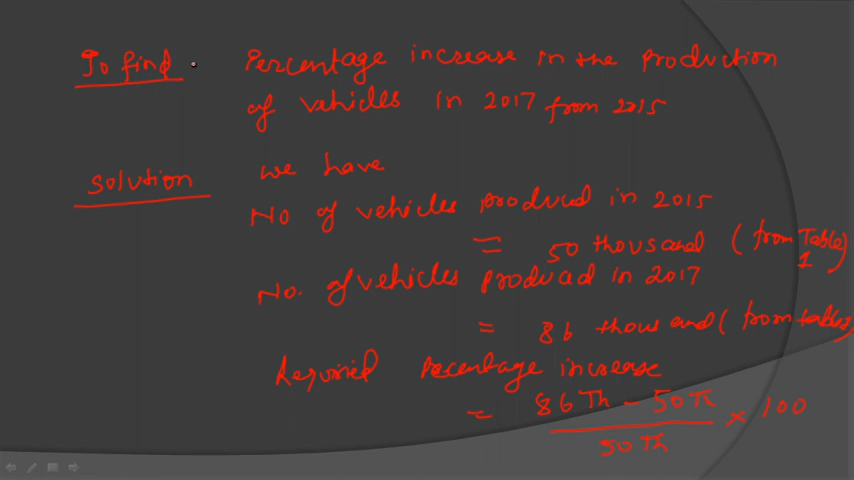 To find Percentage increase in the production
of vehicles in 2017 from 2015
Solution we have
No of vehicles produced in 2015
= 50 thousand (from Table 1)
No. of vehicles produced in 2017
= 86 thousand (from table)
Required Percentage increase
= 86 Th - 50 Th
50 Th × 100